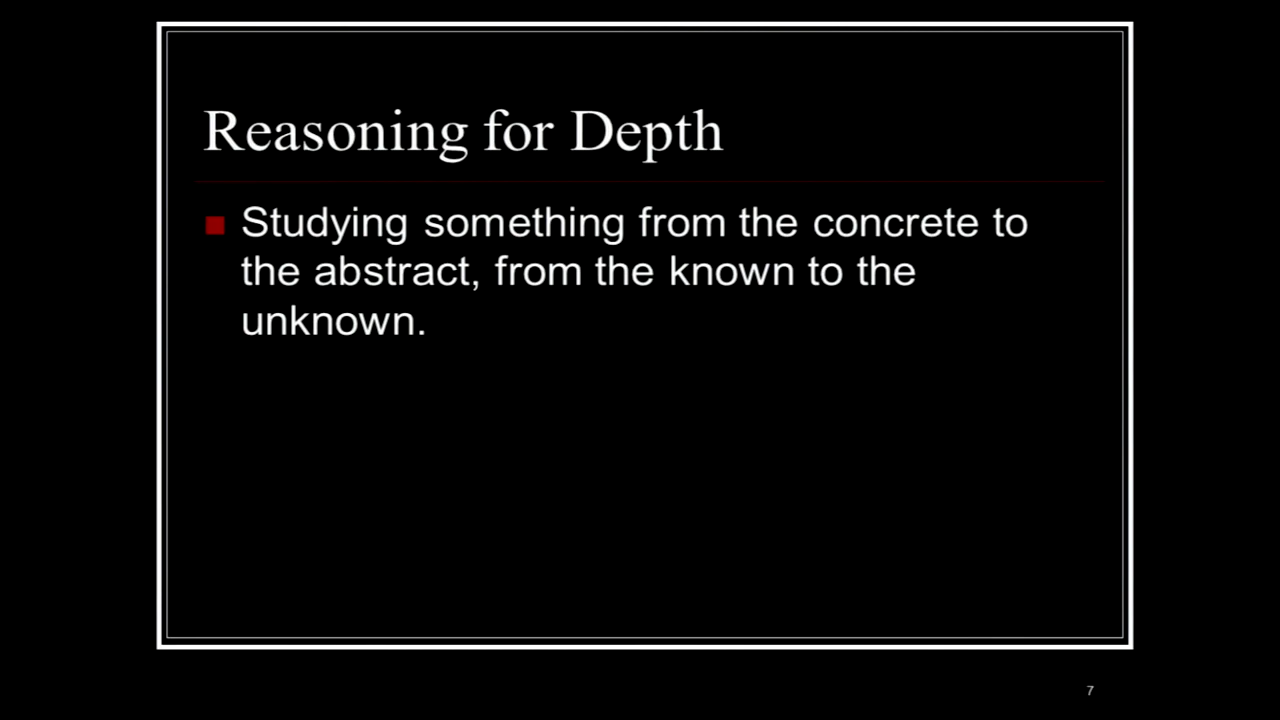 Reasoning for Depth
Studying something from the concrete to
the abstract, from the known to the
unknown.
7